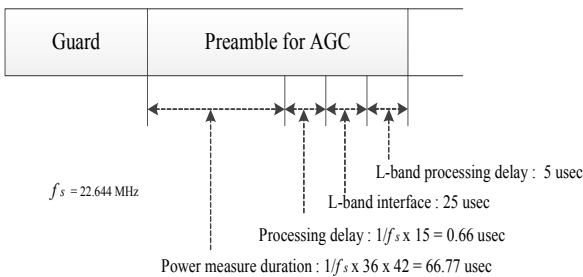 Guard
Preamble for AGC
L-band processing delay : 5 usec
fs = 22.644 MHz
L-band interface : 25 usec
Processing delay : 1/fs x 15 = 0.66 usec
Power measure duration : 1/fs x 36 x 42 = 66.77 usec